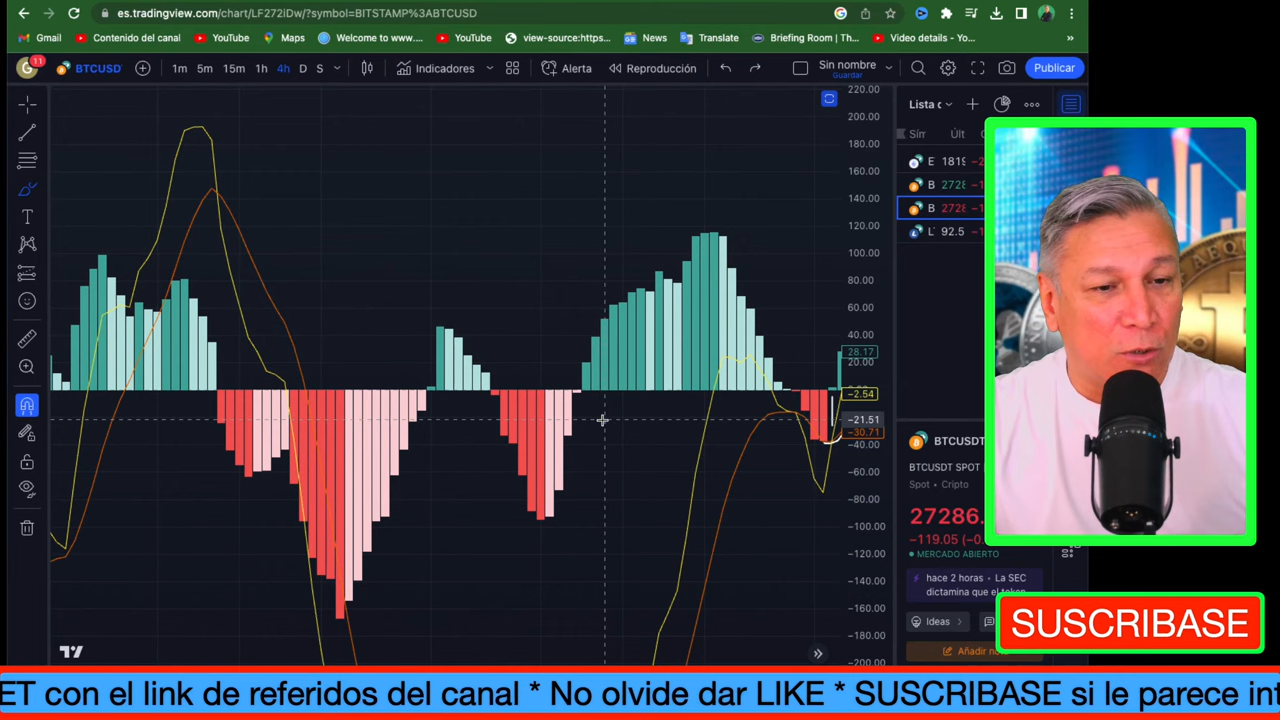 es.tradingview.com/chart/LF272iDw/?symbol=BITSTAMP%3ABTCUSD
Gmail
Contenido del canal
YouTube
Maps
Welcome to www....
YouTube
view-source:https...
News
Translate
Briefing Room | Th...
Video details - Yo...
»
G
11
BTCUSD
1m
5m
15m
1h
4h
D
S
Indicadores
Alerta
Reproducción
Sin nombre
Guardar
Publicar
220.00
200.00
180.00
160.00
140.00
120.00
100.00
80.00
60.00
40.00
28.17
20.00
−2.54
−21.51
−30.71
−40.00
−60.00
−80.00
−100.00
−120.00
−140.00
−160.00
−180.00
−200.00
Lista c
Sím
Últ
E 1819
B 2728
B 2728
L 92.5
BTCUSDT
BTCUSDT SPOT
Spot • Cripto
27286.
−119.05 (−0.
MERCADO ABIERTO
hace 2 horas • La SEC
dictamina que el token
Ideas
Añadir no
SUSCRIBASE
ET con el link de referidos del canal * No olvide dar LIKE * SUSCRIBASE si le parece int